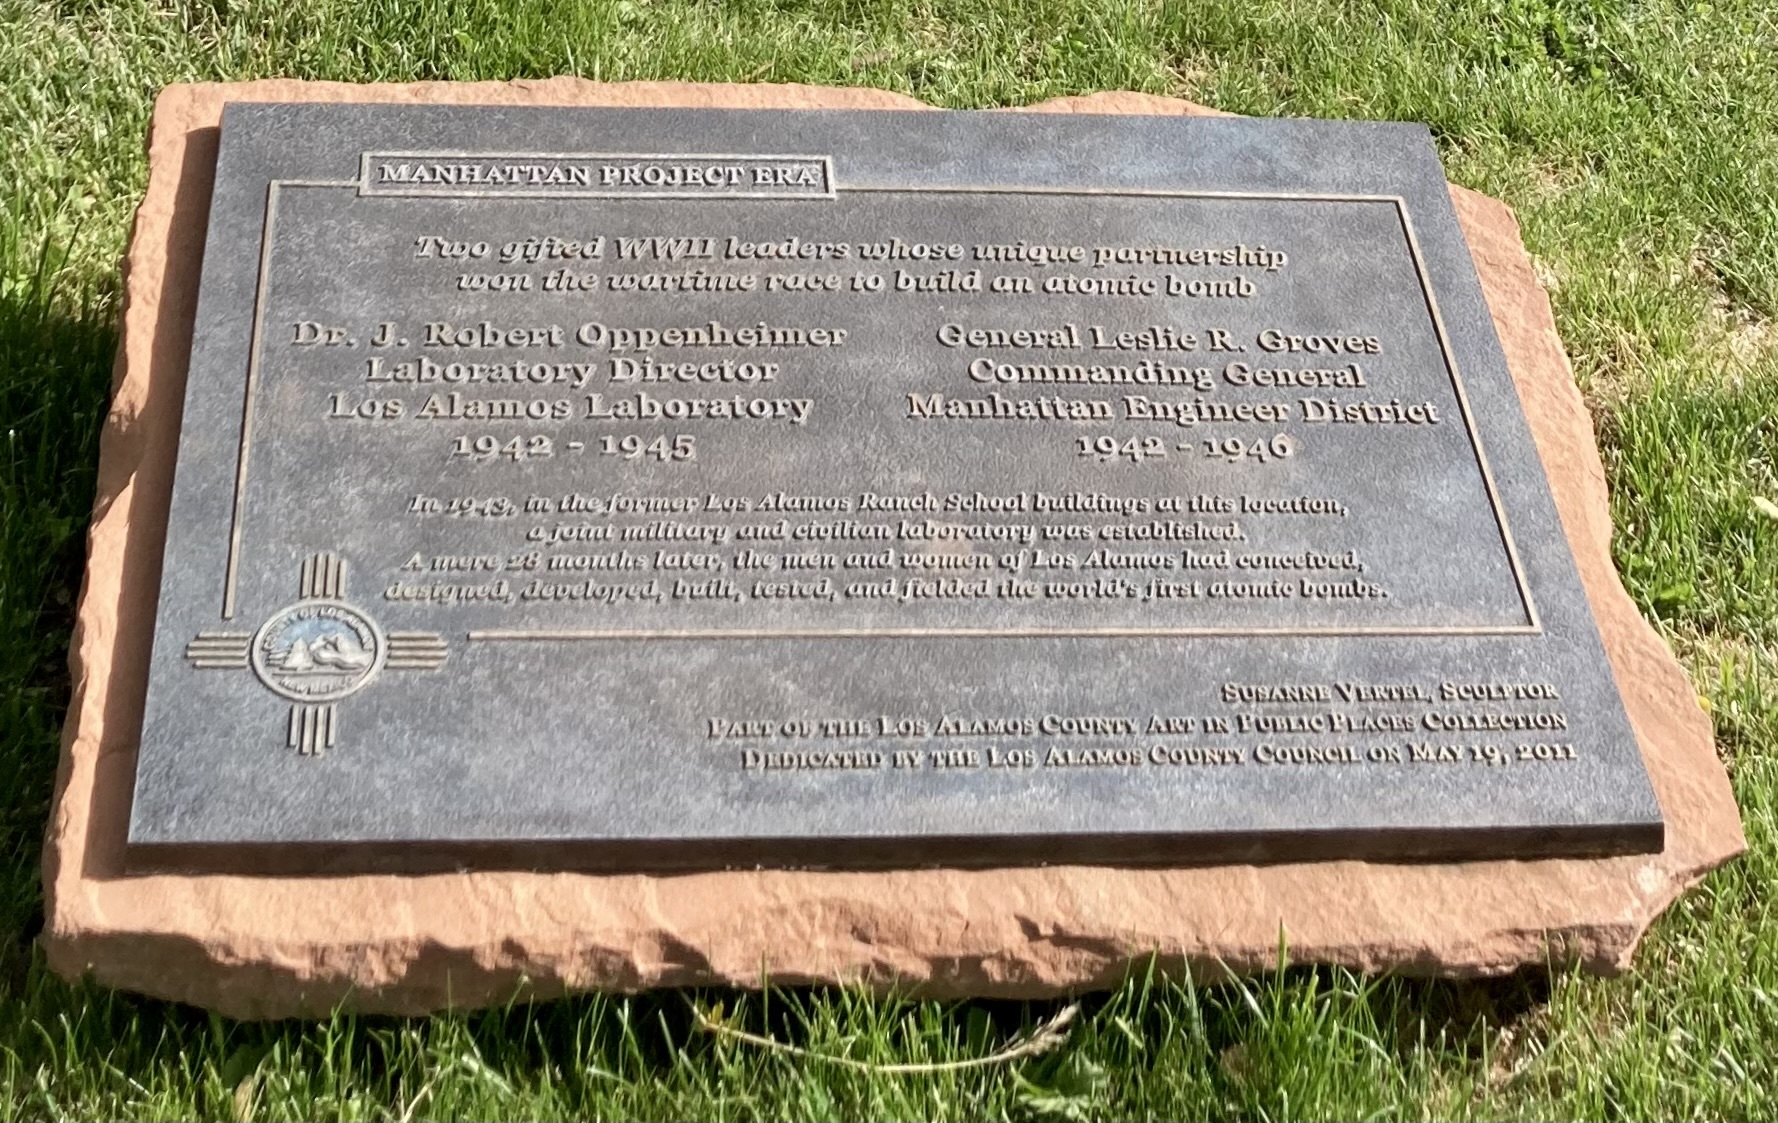 MANHATTAN PROJECT ERA
Two gifted WWII leaders whose unique partnership
won the wartime race to build an atomic bomb
Dr. J. Robert Oppenheimer
Laboratory Director
Los Alamos Laboratory
1942 - 1945
General Leslie R. Groves
Commanding General
Manhattan Engineer District
1942 - 1946
In 1943, in the former Los Alamos Ranch School buildings at this location,
a joint military and civilian laboratory was established.
A mere 28 months later, the men and women of Los Alamos had conceived,
designed, developed, built, tested, and fielded the world's first atomic bombs.
NEW MEXICO
SUSANNE VERTEL, SCULPTOR
PART OF THE LOS ALAMOS COUNTY ART IN PUBLIC PLACES COLLECTION
DEDICATED BY THE LOS ALAMOS COUNTY COUNCIL ON MAY 19, 2011